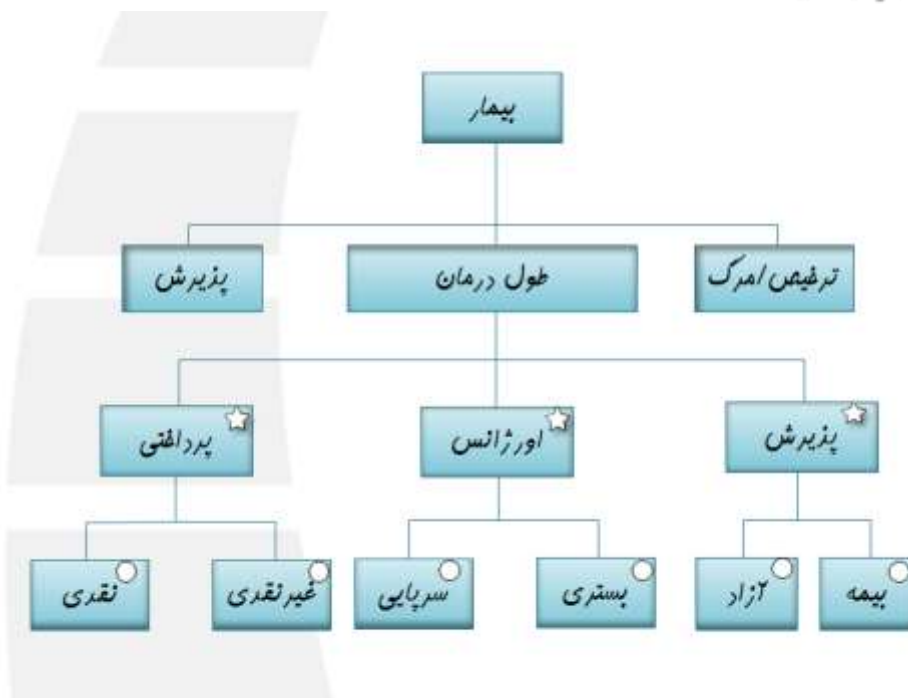 بیمار
ترخیص/مرگ
طول درمان
پذیرش
پذیرش
اورژانس
پرداختی
بیمه
آزاد
بستری
سرپایی
غیرنقدی
نقدی